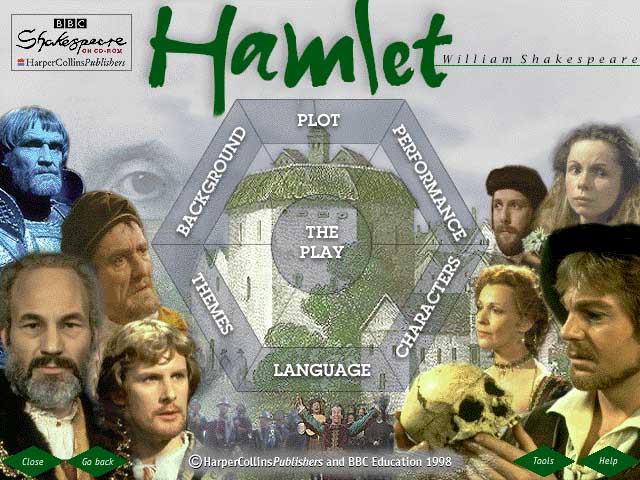 BBC
Shakespeare
ON CD-ROM
HarperCollinsPublishers
Hamlet
William Shakespeare
PLOT
BACKGROUND
PERFORMANCE
THE
PLAY
THEMES
CHARACTERS
LANGUAGE
Close
Go back
©HarperCollinsPublishers and BBC Education 1998
Tools
Help